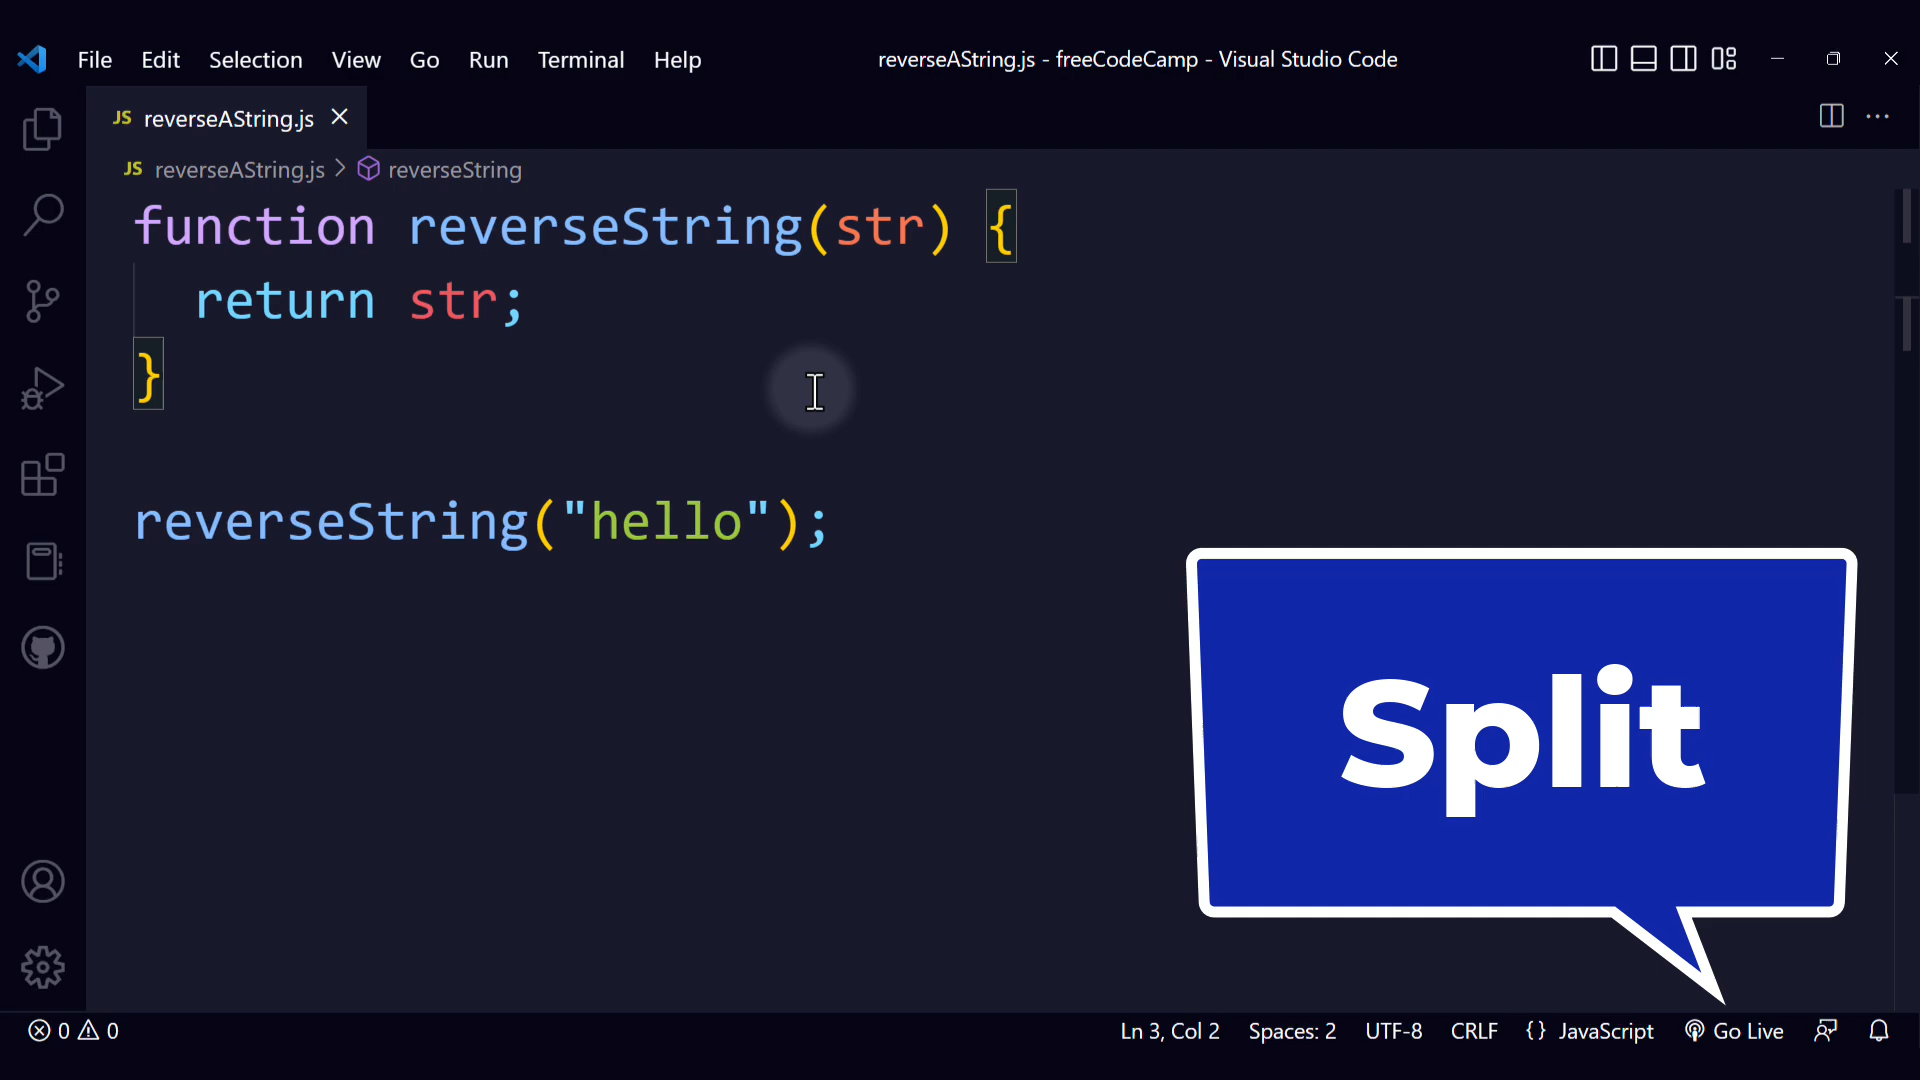 File Edit Selection View Go Run Terminal Help reverseAString.js - freeCodeCamp - Visual Studio Code
JS reverseAString.js
JS reverseAString.js > reverseString
function reverseString(str) {
return str;
}
reverseString("hello");
Split
0 0 Ln 3, Col 2 Spaces: 2 UTF-8 CRLF {} JavaScript Go Live